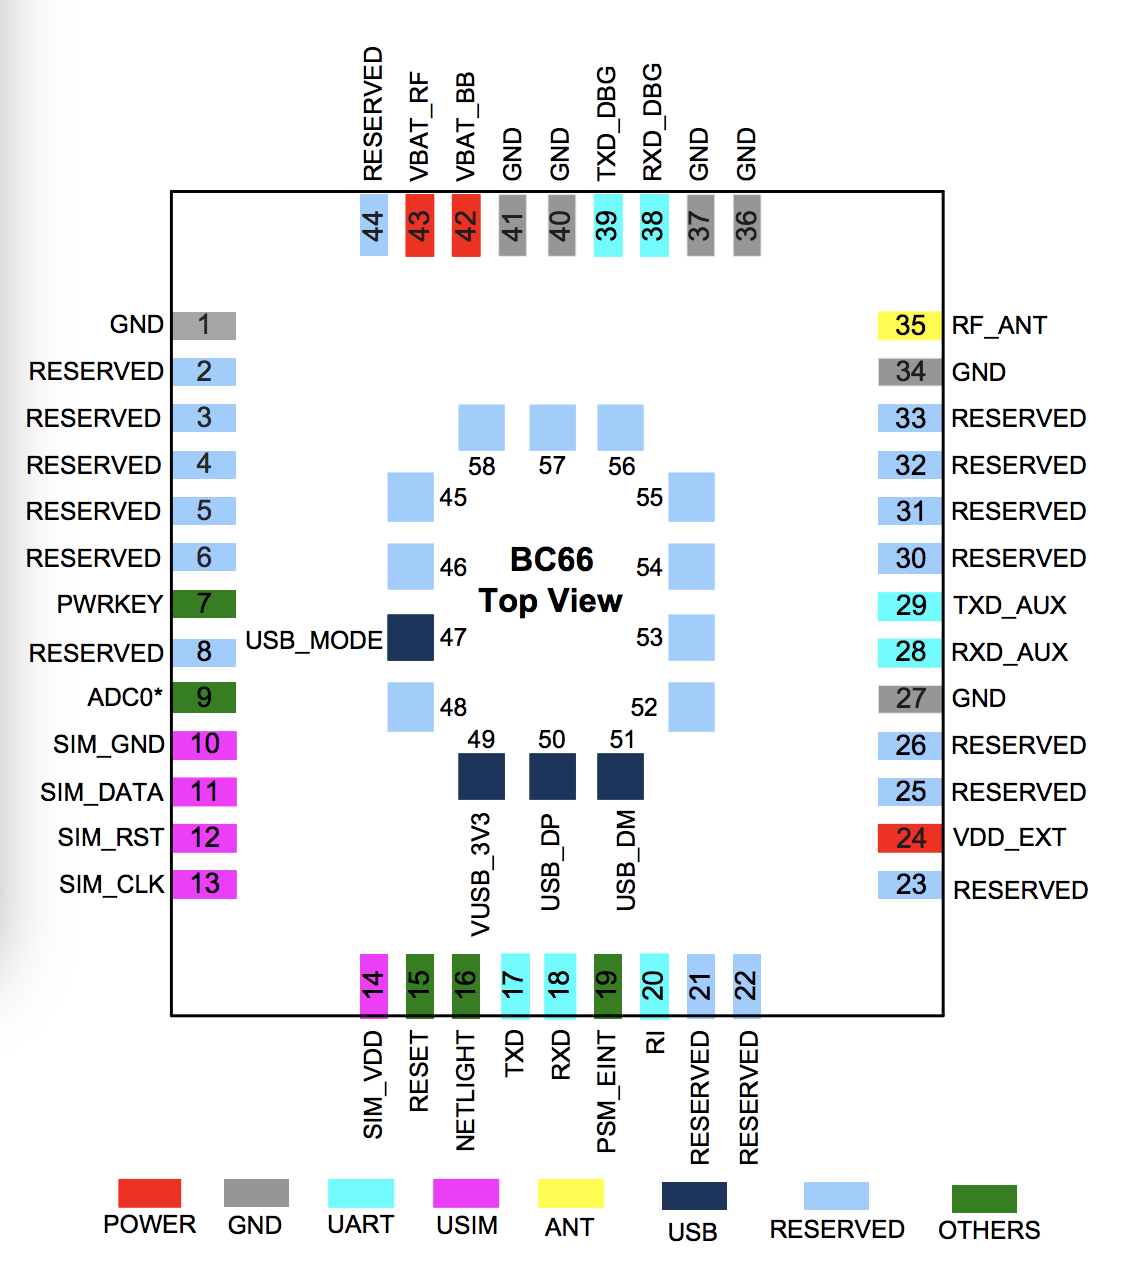 RESERVED
VBAT_RF
VBAT_BB
GND
GND
TXD_DBG
RXD_DBG
GND
GND
44
43
42
41
40
39
38
37
36
GND 1
RESERVED 2
RESERVED 3
RESERVED 4
RESERVED 5
RESERVED 6
PWRKEY 7
RESERVED 8
ADC0* 9
SIM_GND 10
SIM_DATA 11
SIM_RST 12
SIM_CLK 13
58
57
56
45
55
46
54
USB_MODE 47
53
48
52
49
50
51
BC66
Top View
VUSB_3V3
USB_DP
USB_DM
35 RF_ANT
34 GND
33 RESERVED
32 RESERVED
31 RESERVED
30 RESERVED
29 TXD_AUX
28 RXD_AUX
27 GND
26 RESERVED
25 RESERVED
24 VDD_EXT
23 RESERVED
14
15
16
17
18
19
20
21
22
SIM_VDD
RESET
NETLIGHT
TXD
RXD
PSM_EINT
RI
RESERVED
RESERVED
POWER
GND
UART
USIM
ANT
USB
RESERVED
OTHERS